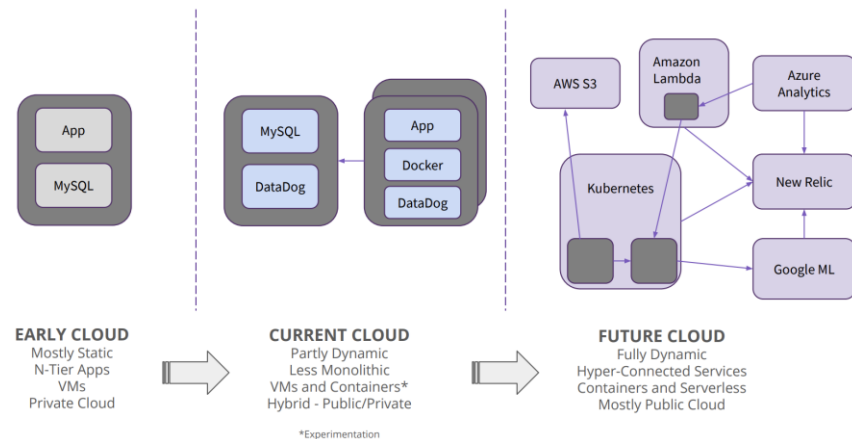 App
MySQL
MySQL
DataDog
App
Docker
DataDog
AWS S3
Amazon
Lambda
Azure
Analytics
Kubernetes
New Relic
Google ML
EARLY CLOUD
Mostly Static
N-Tier Apps
VMs
Private Cloud
CURRENT CLOUD
Partly Dynamic
Less Monolithic
VMs and Containers*
Hybrid - Public/Private
*Experimentation
FUTURE CLOUD
Fully Dynamic
Hyper-Connected Services
Containers and Serverless
Mostly Public Cloud